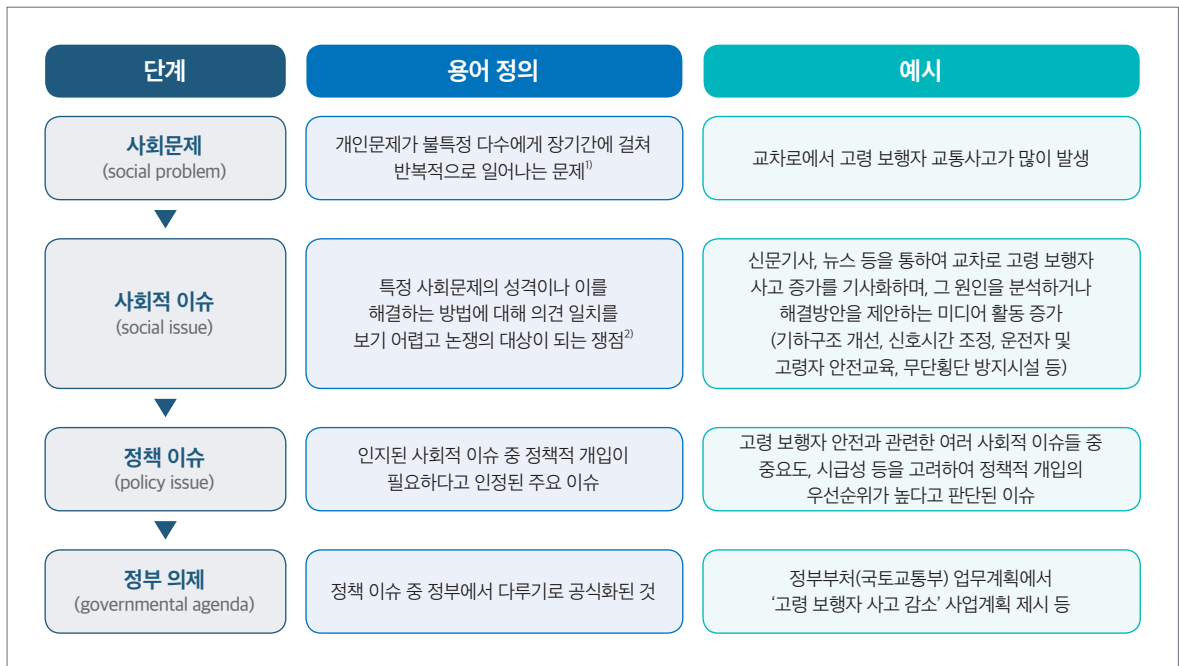 단계
용어 정의
예시
사회문제
(social problem)
개인문제가 불특정 다수에게 장기간에 걸쳐
반복적으로 일어나는 문제1)
교차로에서 고령 보행자 교통사고가 많이 발생
사회적 이슈
(social issue)
특정 사회문제의 성격이나 이를
해결하는 방법에 대해 의견 일치를
보기 어렵고 논쟁의 대상이 되는 쟁점2)
신문기사, 뉴스 등을 통하여 교차로 고령 보행자
사고 증가를 기사화하며, 그 원인을 분석하거나
해결방안을 제안하는 미디어 활동 증가
(기하구조 개선, 신호시간 조정, 운전자 및
고령자 안전교육, 무단횡단 방지시설 등)
정책 이슈
(policy issue)
인지된 사회적 이슈 중 정책적 개입이
필요하다고 인정된 주요 이슈
고령 보행자 안전과 관련한 여러 사회적 이슈들 중
중요도, 시급성 등을 고려하여 정책적 개입의
우선순위가 높다고 판단된 이슈
정부 의제
(governmental agenda)
정책 이슈 중 정부에서 다루기로 공식화된 것
정부부처(국토교통부) 업무계획에서
‘고령 보행자 사고 감소’ 사업계획 제시 등